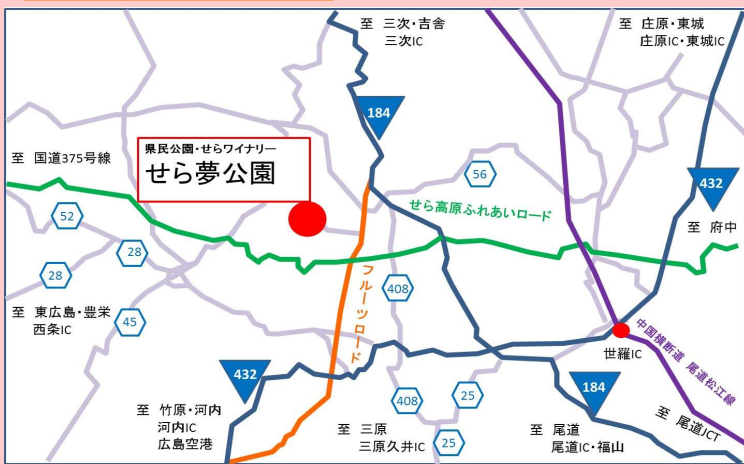 至 三次・吉舎
三次IC
至 庄原・東城
庄原IC・東城IC
184
県民公園・せらワイナリー
せら夢公園
至 国道375号線
56
432
せら高原ふれあいロード
52
至 府中
28
28
フルーツロード
408
至 東広島・豊栄
西条IC
45
中国横断道 尾道松江線
世羅IC
432
184
408
25
至 竹原・河内
河内IC
広島空港
至 三原
三原久井IC
25
至 尾道
尾道IC・福山
至 尾道JCT